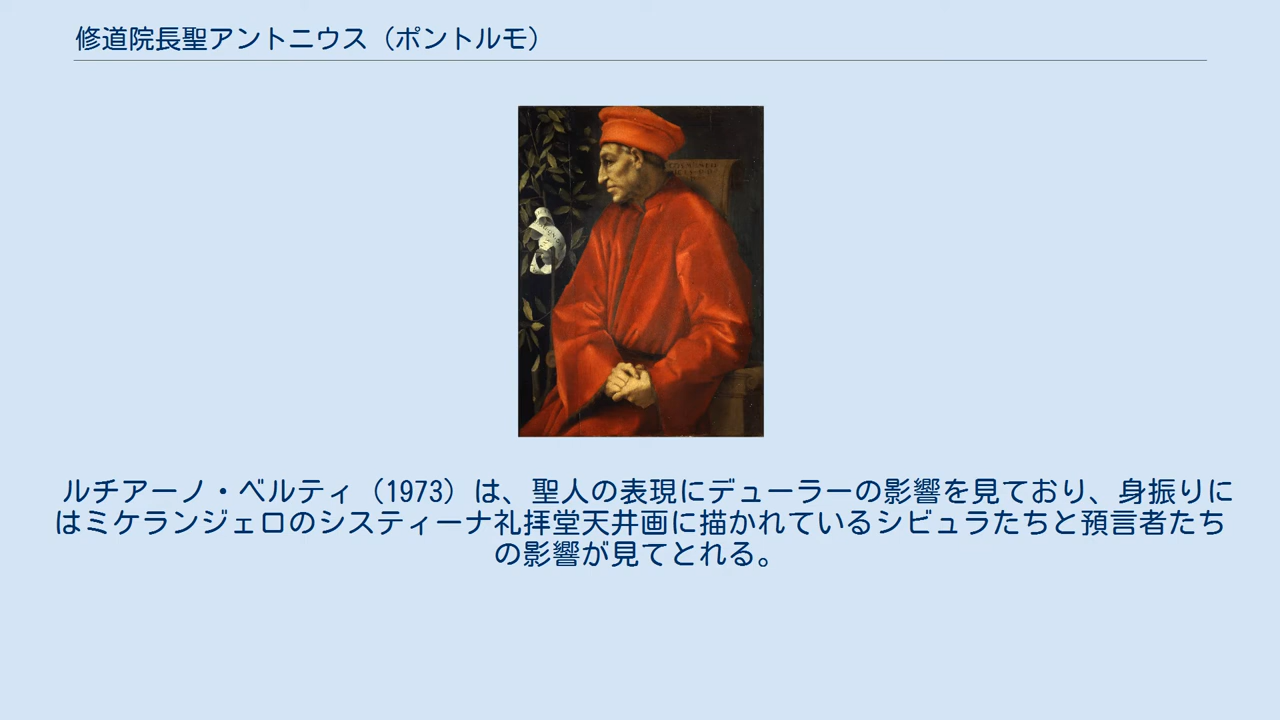 修道院長聖アントニウス（ポントルモ）
ルチアーノ・ベルティ（1973）は、聖人の表現にデューラーの影響を見ており、身振りに
はミケランジェロのシスティーナ礼拝堂天井画に描かれているシビュラたちと預言者たち
の影響が見てとれる。